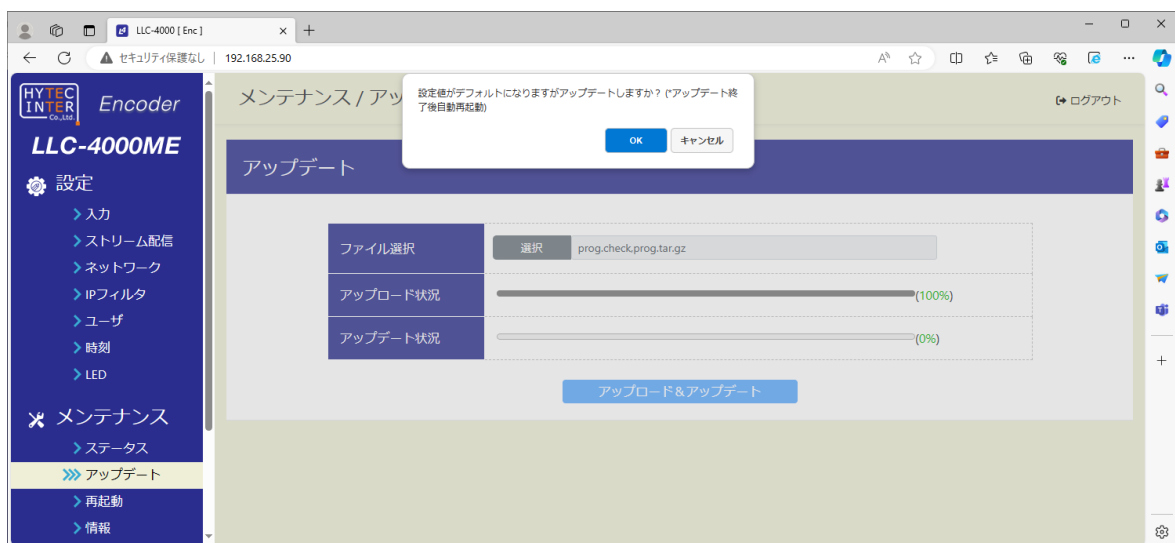 LLC-4000 [ Enc ]
セキュリティ保護なし
192.168.25.90
HYTEC
INTER
Co.,Ltd.
Encoder
LLC-4000ME
設定
入力
ストリーム配信
ネットワーク
IPフィルタ
ユーザ
時刻
LED
メンテナンス
ステータス
アップデート
再起動
情報
メンテナンス / アッ
設定値がデフォルトになりますがアップデートしますか？ (*アップデート終
了後自動再起動)
OK
キャンセル
ログアウト
アップデート
ファイル選択
選択
prog.check,prog.tar.gz
アップロード状況
(100%)
アップデート状況
(0%)
アップロード＆アップデート